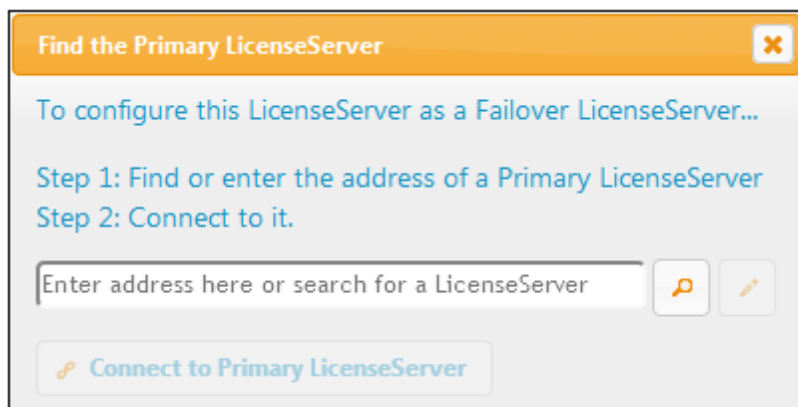 Find the Primary LicenseServer
To configure this LicenseServer as a Failover LicenseServer...
Step 1: Find or enter the address of a Primary LicenseServer
Step 2: Connect to it.
Enter address here or search for a LicenseServer
Connect to Primary LicenseServer